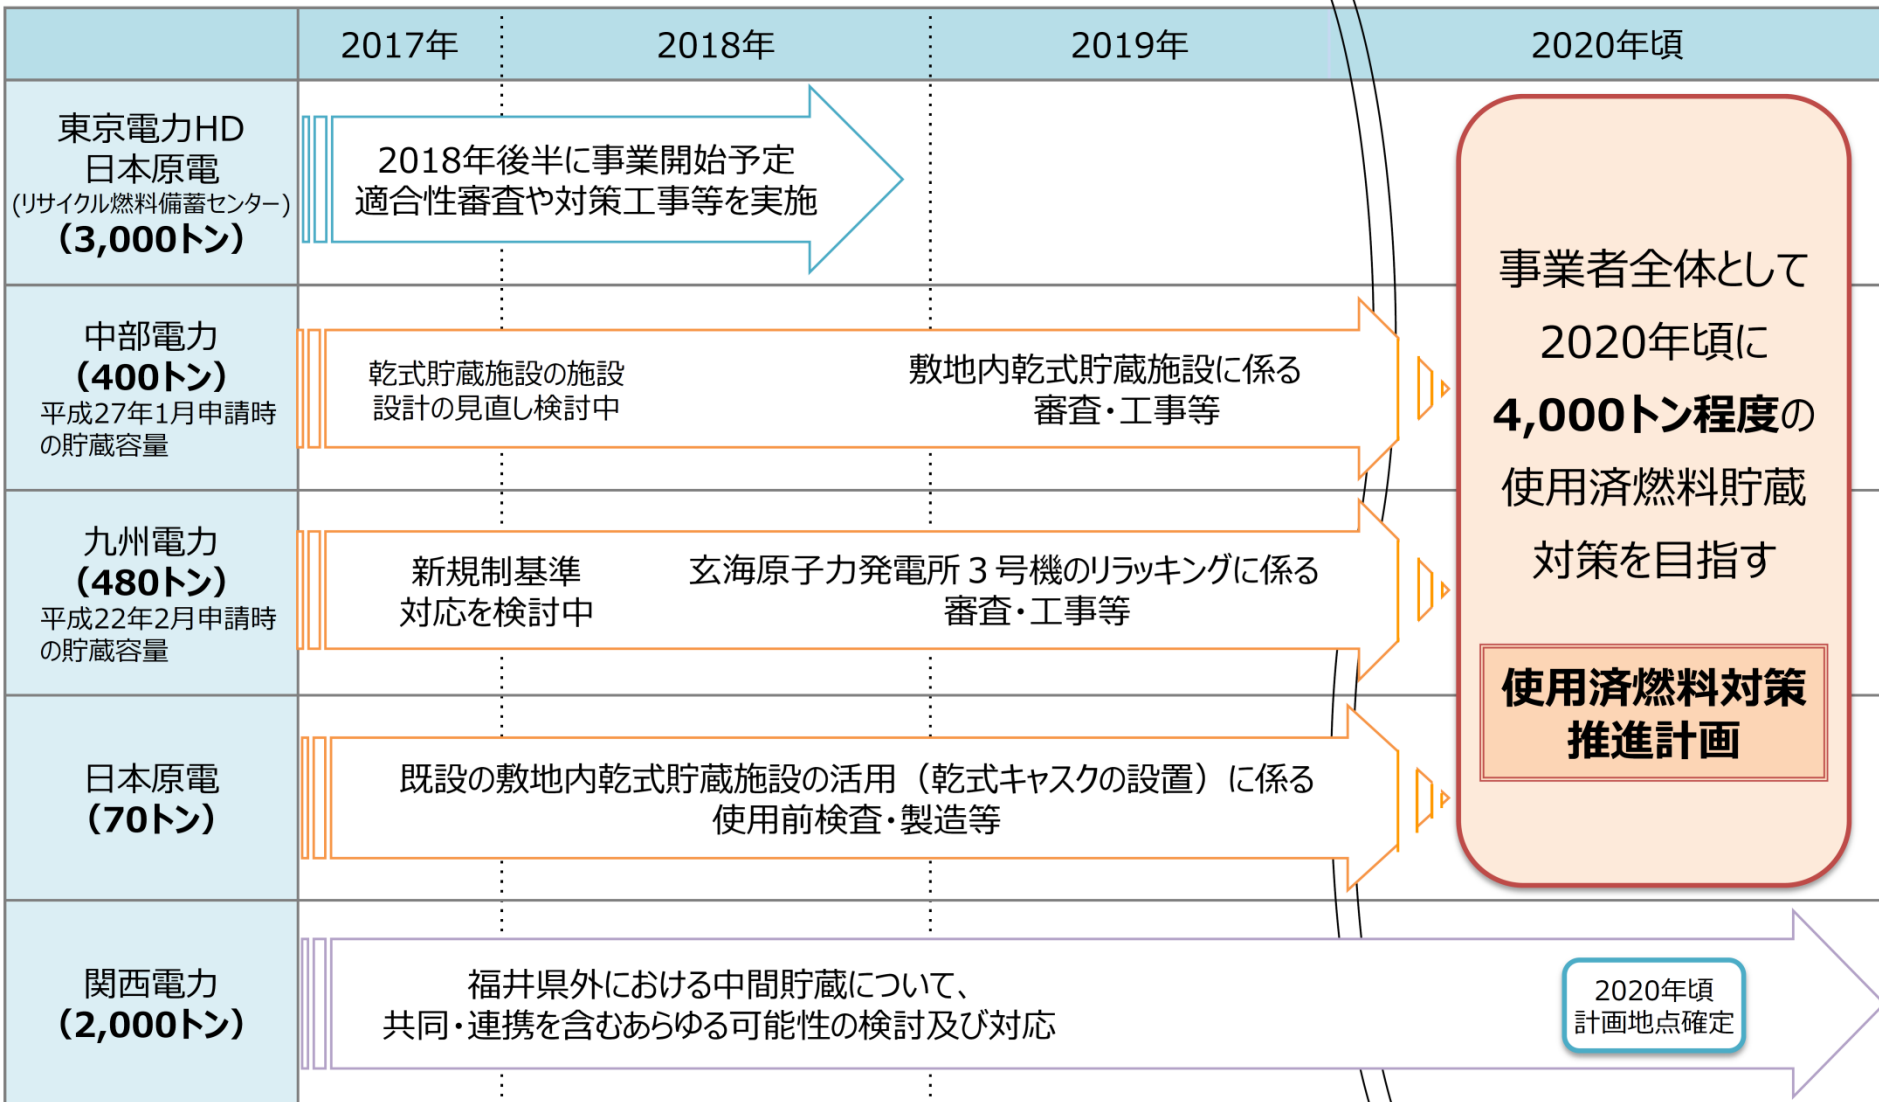 2017年
2018年
2019年
2020年頃
東京電力HD
日本原電
(リサイクル燃料備蓄センター)
（3,000トン）
2018年後半に事業開始予定
適合性審査や対策工事等を実施
中部電力
（400トン）
平成27年1月申請時
の貯蔵容量
乾式貯蔵施設の施設
設計の見直し検討中
敷地内乾式貯蔵施設に係る
審査・工事等
九州電力
（480トン）
平成22年2月申請時
の貯蔵容量
新規制基準
対応を検討中
玄海原子力発電所３号機のリラッキングに係る
審査・工事等
日本原電
（70トン）
既設の敷地内乾式貯蔵施設の活用（乾式キャスクの設置）に係る
使用前検査・製造等
関西電力
（2,000トン）
福井県外における中間貯蔵について、
共同・連携を含むあらゆる可能性の検討及び対応
2020年頃
計画地点確定
事業者全体として
2020年頃に
4,000トン程度の
使用済燃料貯蔵
対策を目指す
使用済燃料対策
推進計画